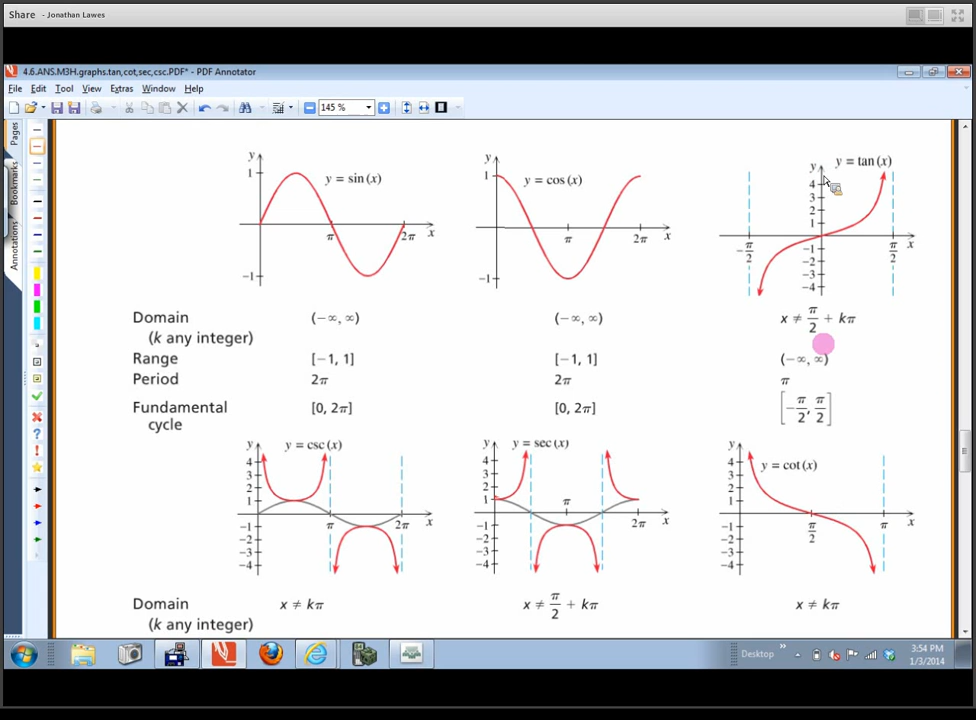 Share - Jonathan Lawes
4.6.ANS.M3H.graphs.tan,cot,sec,csc.PDF* - PDF Annotator
File Edit Tool View Extras Window Help
145 %
Pages
Bookmarks
Annotations
y
1
y = sin (x)
π
2π
x
−1
y
1
y = cos (x)
π
2π
x
−1
y
y = tan (x)
4
3
2
1
−π/2
π/2
x
−1
−2
−3
−4
Domain (−∞, ∞) (−∞, ∞) x ≠ π/2 + kπ
(k any integer)
Range [−1, 1] [−1, 1] (−∞, ∞)
Period 2π 2π π
Fundamental [0, 2π] [0, 2π] [−π/2, π/2]
cycle
y
y = csc (x)
4
3
2
1
π
2π
x
−1
−2
−3
−4
y
y = sec (x)
4
3
2
1
π
2π
x
−1
−2
−3
−4
y
4
y = cot (x)
3
2
1
π/2
π
x
−1
−2
−3
−4
Domain x ≠ kπ x ≠ π/2 + kπ x ≠ kπ
(k any integer)
Desktop
3:54 PM
1/3/2014